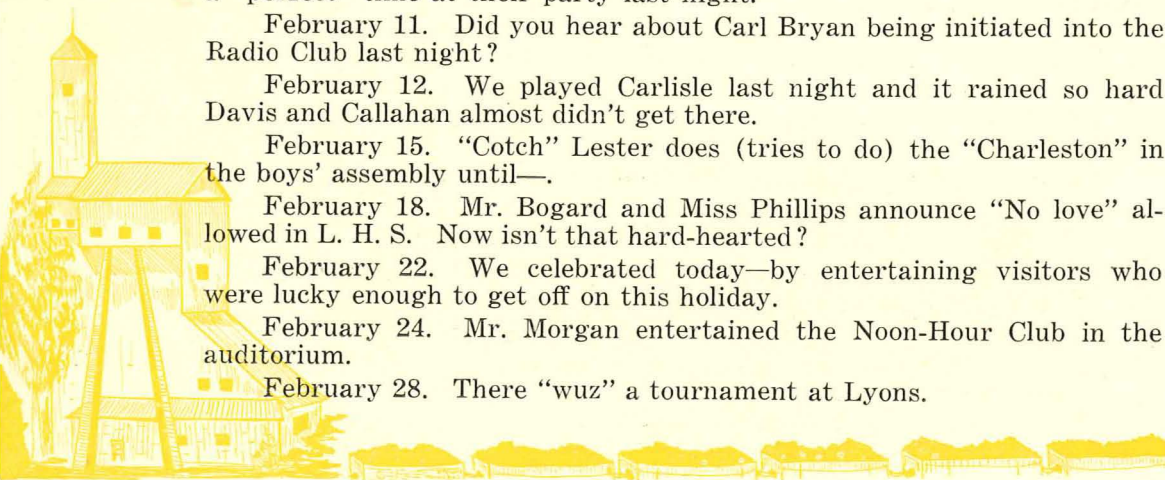 February 11. Did you hear about Carl Bryan being initiated into the
Radio Club last night?
February 12. We played Carlisle last night and it rained so hard
Davis and Callahan almost didn't get there.
February 15. "Cotch" Lester does (tries to do) the "Charleston" in
the boys' assembly until—.
February 18. Mr. Bogard and Miss Phillips announce "No love" al-
lowed in L. H. S. Now isn't that hard-hearted?
February 22. We celebrated today—by entertaining visitors who
were lucky enough to get off on this holiday.
February 24. Mr. Morgan entertained the Noon-Hour Club in the
auditorium.
February 28. There "wuz" a tournament at Lyons.